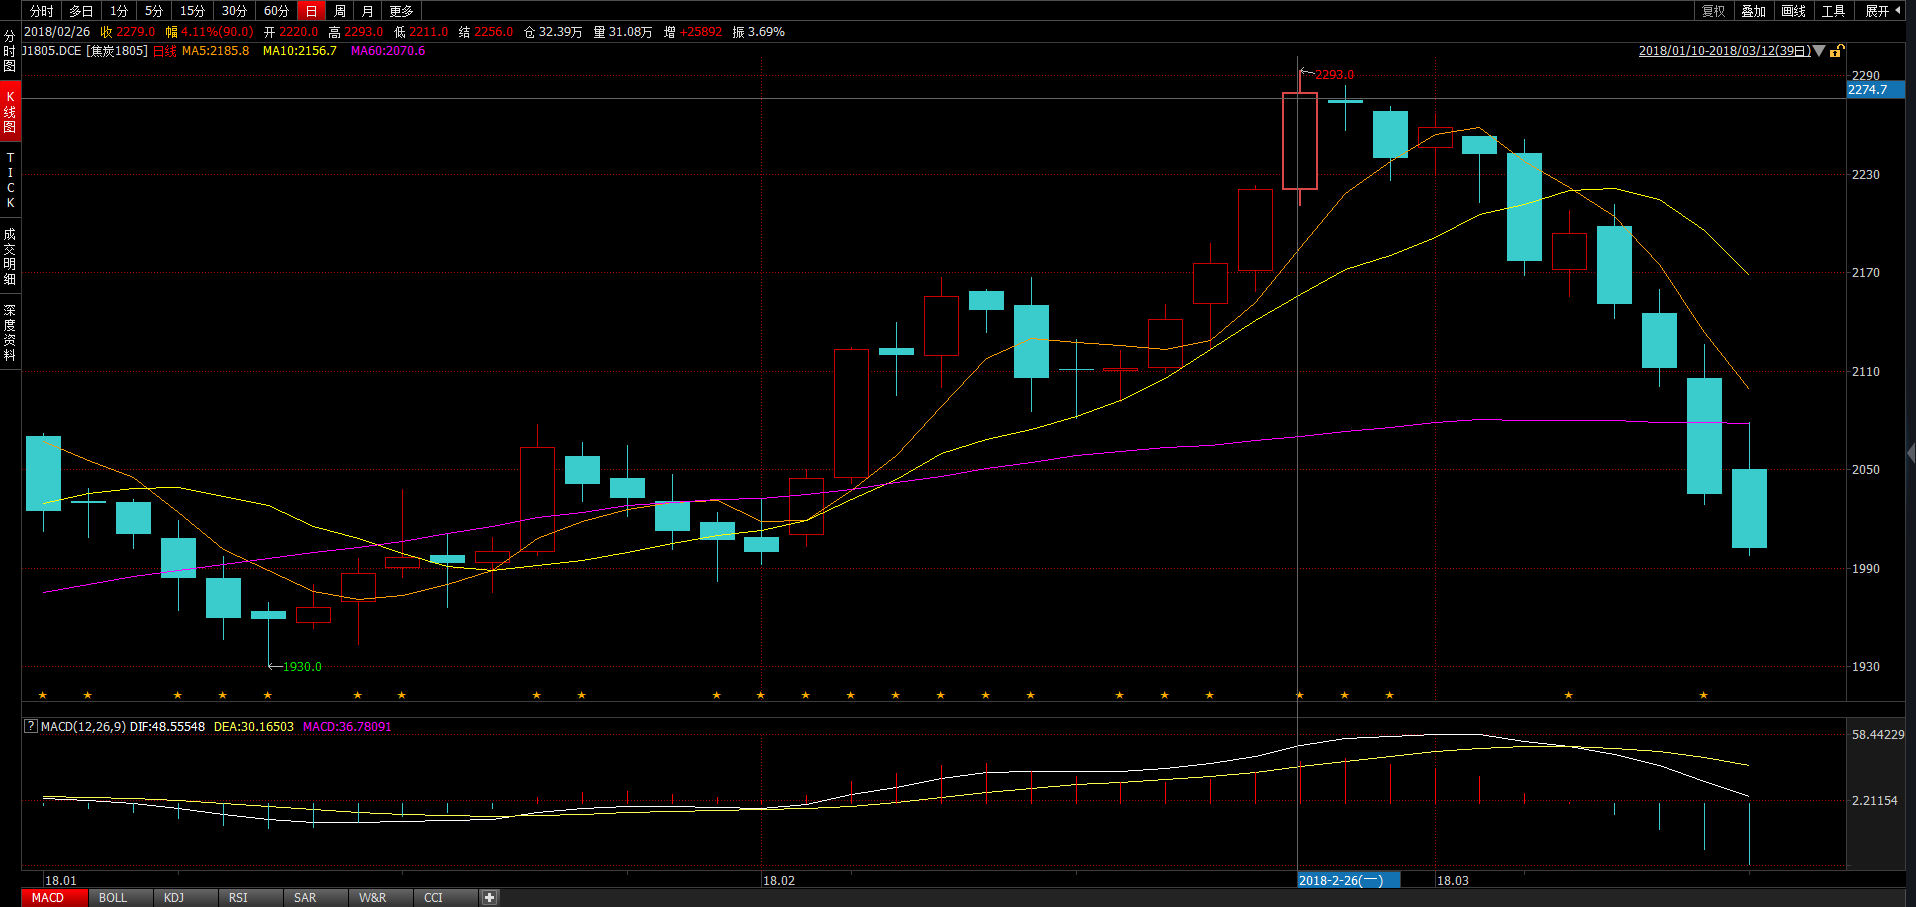 分时 多日 1分 5分 15分 30分 60分 日 周 月 更多 复权 叠加 画线 工具 展开
2018/02/26 收 2279.0 幅 4.11%(90.0) 开 2220.0 高 2293.0 低 2211.0 结 2256.0 仓 32.39万 量 31.08万 增 +25892 振 3.69%
J1805.DCE [焦炭1805] 日线 MA5:2185.8 MA10:2156.7 MA60:2070.6 2018/01/10-2018/03/12(39日)
分时图
K线图
TICK
成交明细
深度资料
2293.0
2290
2274.7
2230
2170
2110
2050
1990
1930.0
1930
? MACD(12,26,9) DIF:48.55548 DEA:30.16503 MACD:36.78091
58.44229
2.21154
18.01 18.02 2018-2-26(一) 18.03
MACD BOLL KDJ RSI SAR W&R CCI